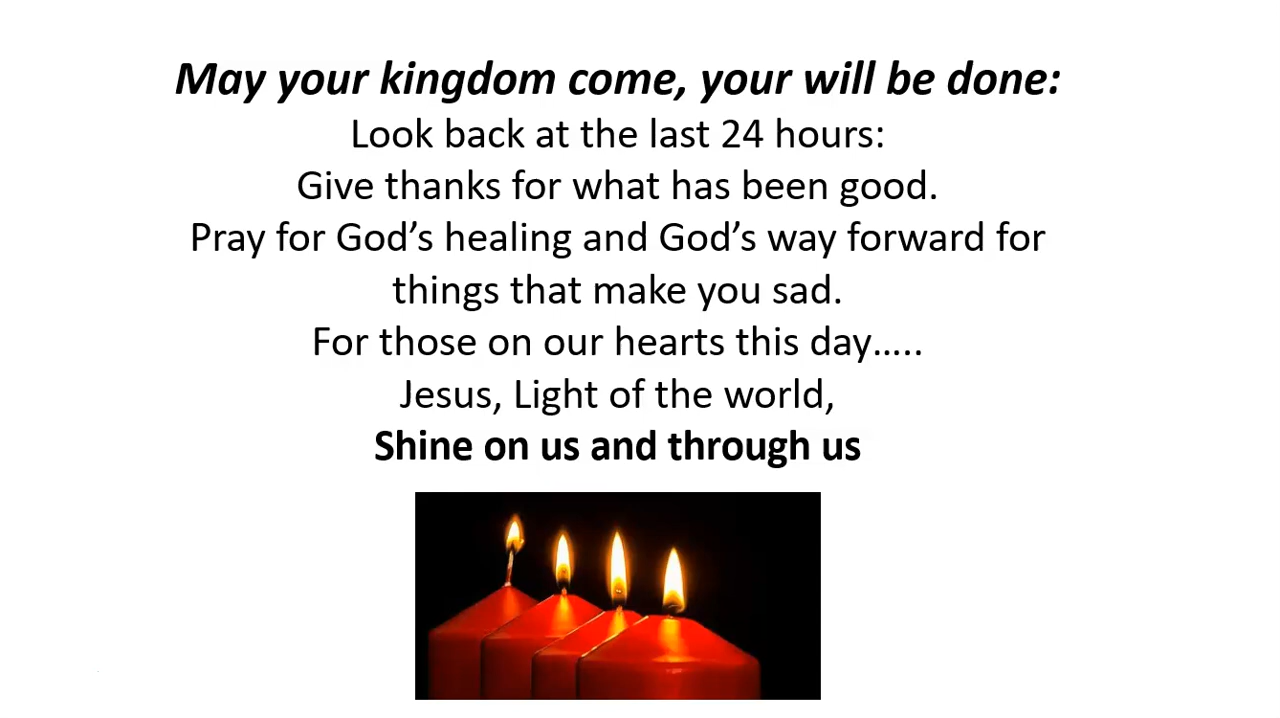 May your kingdom come, your will be done:
Look back at the last 24 hours:
Give thanks for what has been good.
Pray for God’s healing and God’s way forward for
things that make you sad.
For those on our hearts this day…..
Jesus, Light of the world,
Shine on us and through us